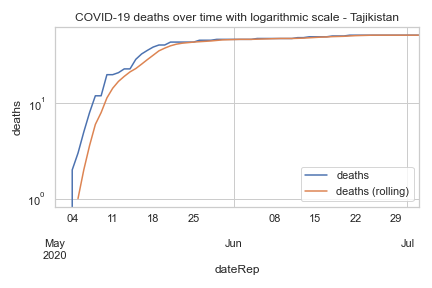 COVID-19 deaths over time with logarithmic scale - Tajikistan
deaths
10¹
10⁰
deaths
deaths (rolling)
04 11 18 25 08 15 22 29
May Jun Jul
2020
dateRep